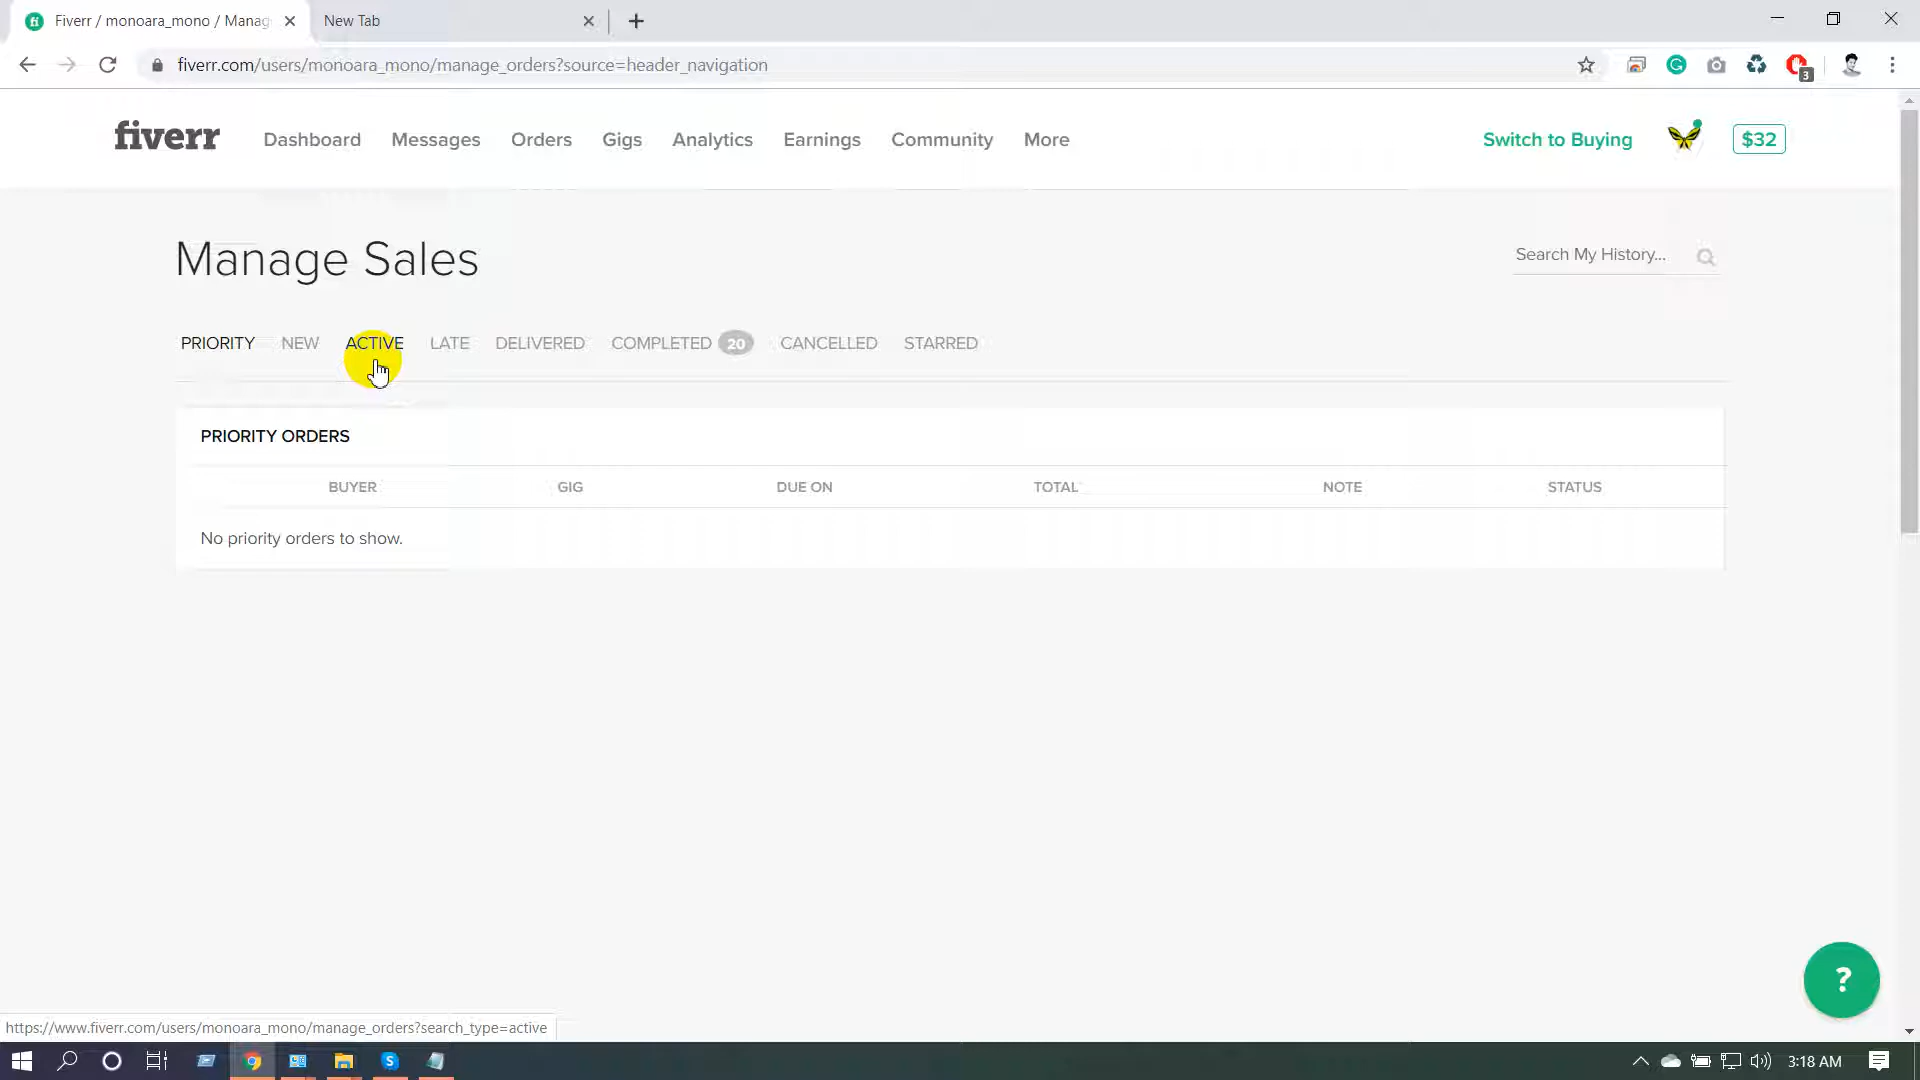 Fiverr / monoara_mono / Manag
New Tab
fiverr.com/users/monoara_mono/manage_orders?source=header_navigation
3
fiverr Dashboard Messages Orders Gigs Analytics Earnings Community More Switch to Buying $32
Manage Sales
Search My History...
PRIORITY NEW ACTIVE LATE DELIVERED COMPLETED 20 CANCELLED STARRED
PRIORITY ORDERS
BUYER GIG DUE ON TOTAL NOTE STATUS
No priority orders to show.
?
https://www.fiverr.com/users/monoara_mono/manage_orders?search_type=active
3:18 AM